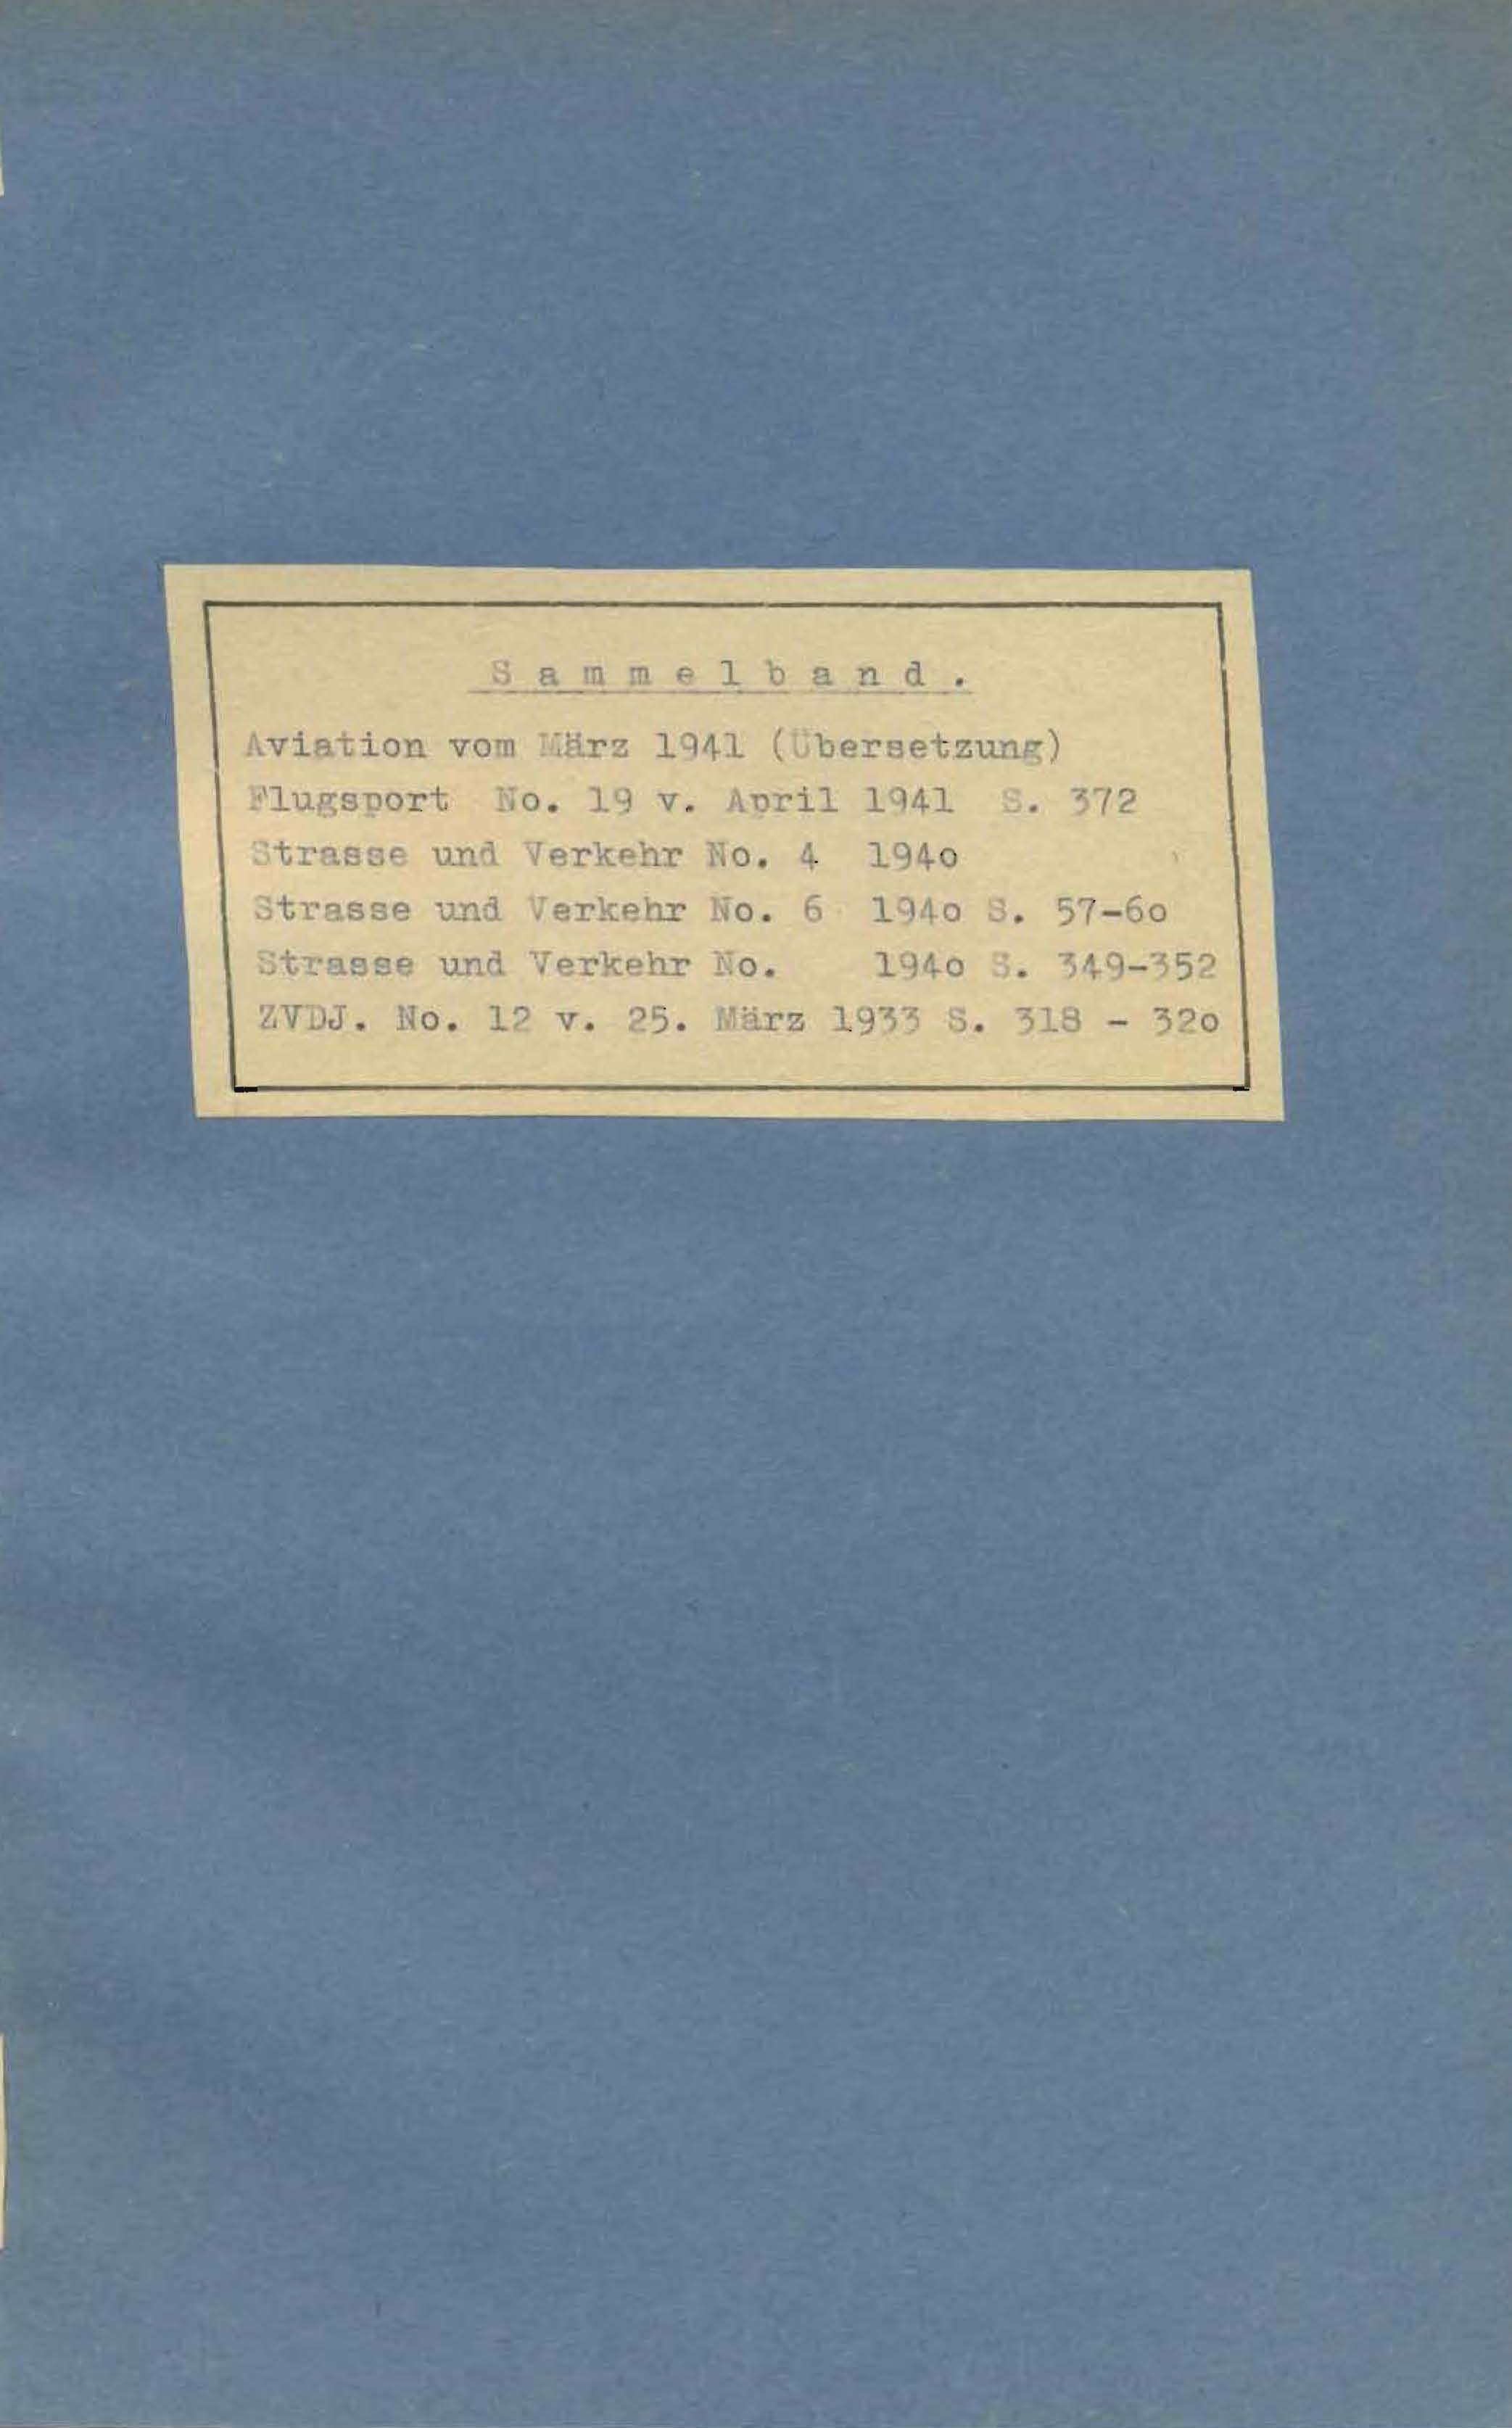 Sammelband.
Aviation vom März 1941 (Übersetzung)
Flugsport No. 19 v. April 1941 S. 372
Strasse und Verkehr No. 4 194o
Strasse und Verkehr No. 6 194o S. 57-6o
Strasse und Verkehr No. 194o S. 349-352
ZVDJ. No. 12 v. 25. März 1933 S. 318 - 32o